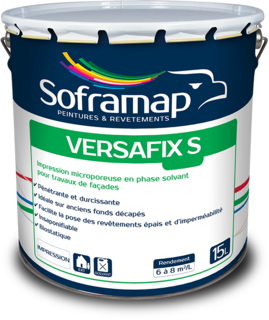 Soframap
PEINTURES & REVETEMENTS
VERSAFIX S
Impression microporeuse en phase solvant
pour travaux de façades
✓ Pénétrante et durcissante
✓ Idéale sur anciens fonds décapés
✓ Facilite la pose des revêtements épais et d'imperméabilité
✓ Insaponifiable
✓ Biostatique
IMPRESSION
Rendement
6 à 8 m²/L
15L